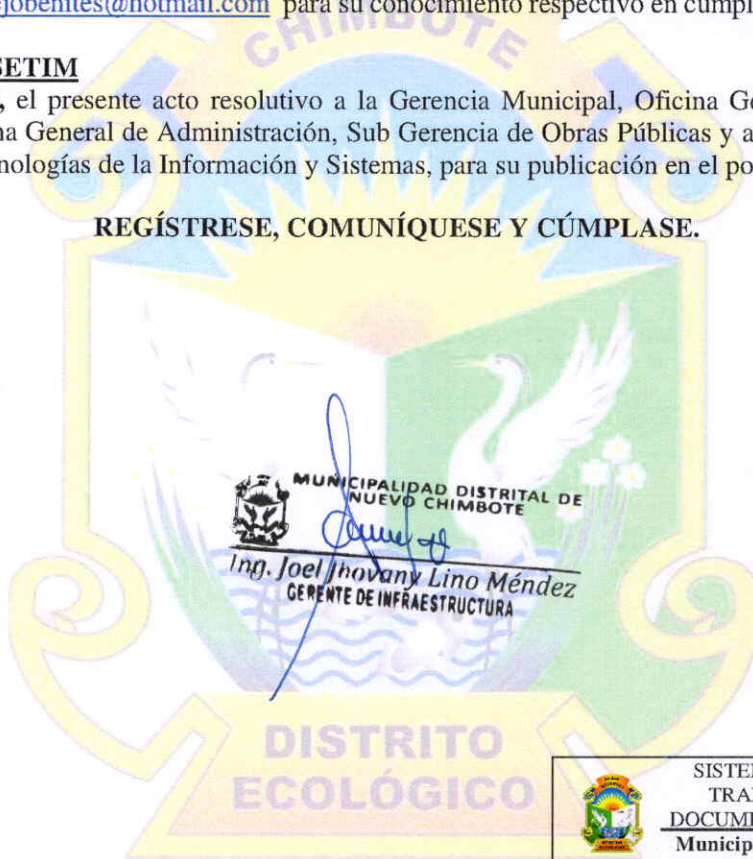 ejobenites@hotmail.com para su conocimiento respectivo en cumpl
CHIMBOTE
SETIM
, el presente acto resolutivo a la Gerencia Municipal, Oficina Ge
na General de Administración, Sub Gerencia de Obras Públicas y a
nologías de la Información y Sistemas, para su publicación en el po
REGÍSTRESE, COMUNÍQUESE Y CÚMPLASE.
MUNICIPALIDAD DISTRITAL DE
NUEVO CHIMBOTE
Ing. Joel Jhovany Lino Méndez
GERENTE DE INFRAESTRUCTURA
DISTRITO
ECOLÓGICO
SISTE
TRA
DOCUM
Municip